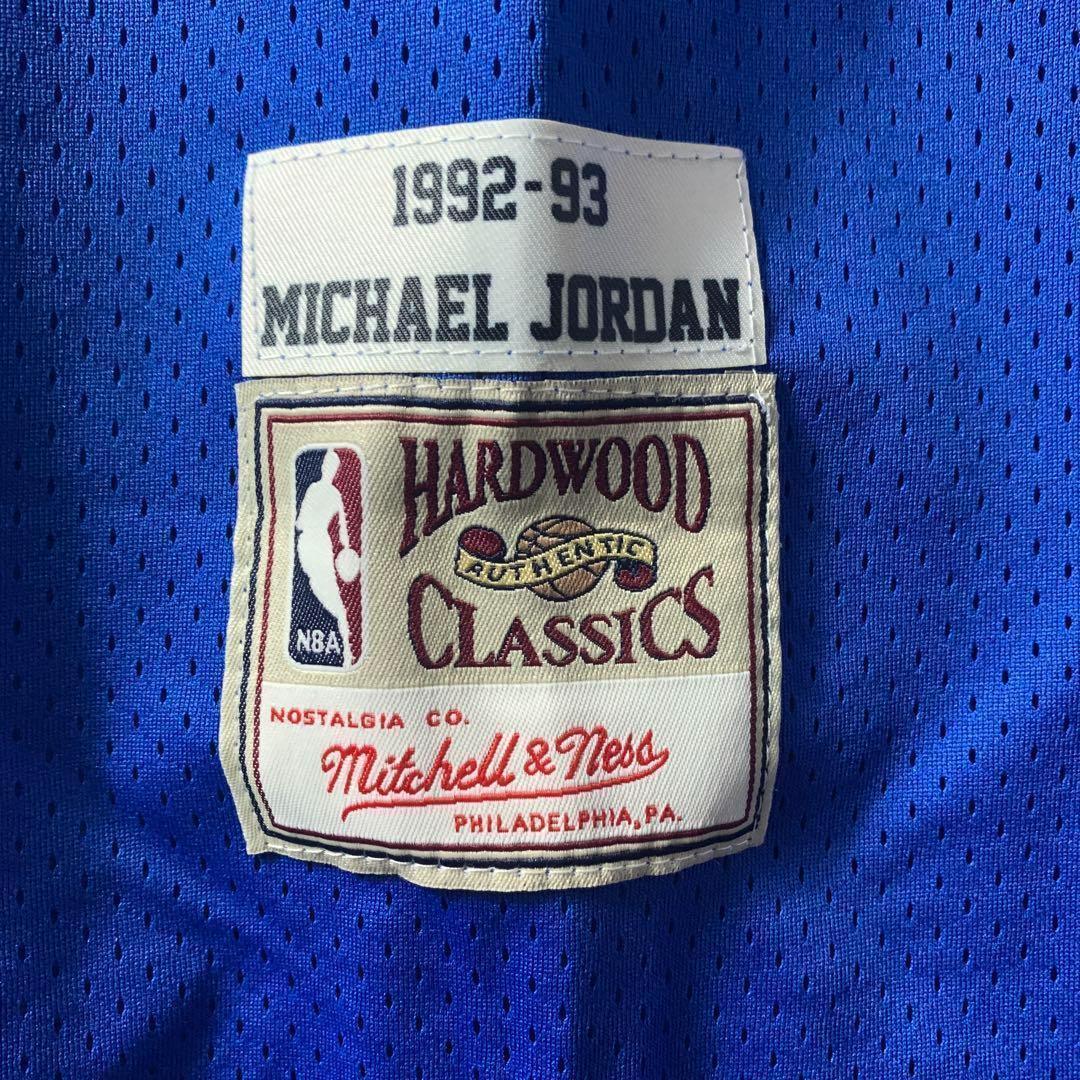 1992-93
MICHAEL JORDAN
HARDWOOD
AUTHENTIC
CLASSICS
NBA
NOSTALGIA CO.
Mitchell & Ness
PHILADELPHIA, PA.